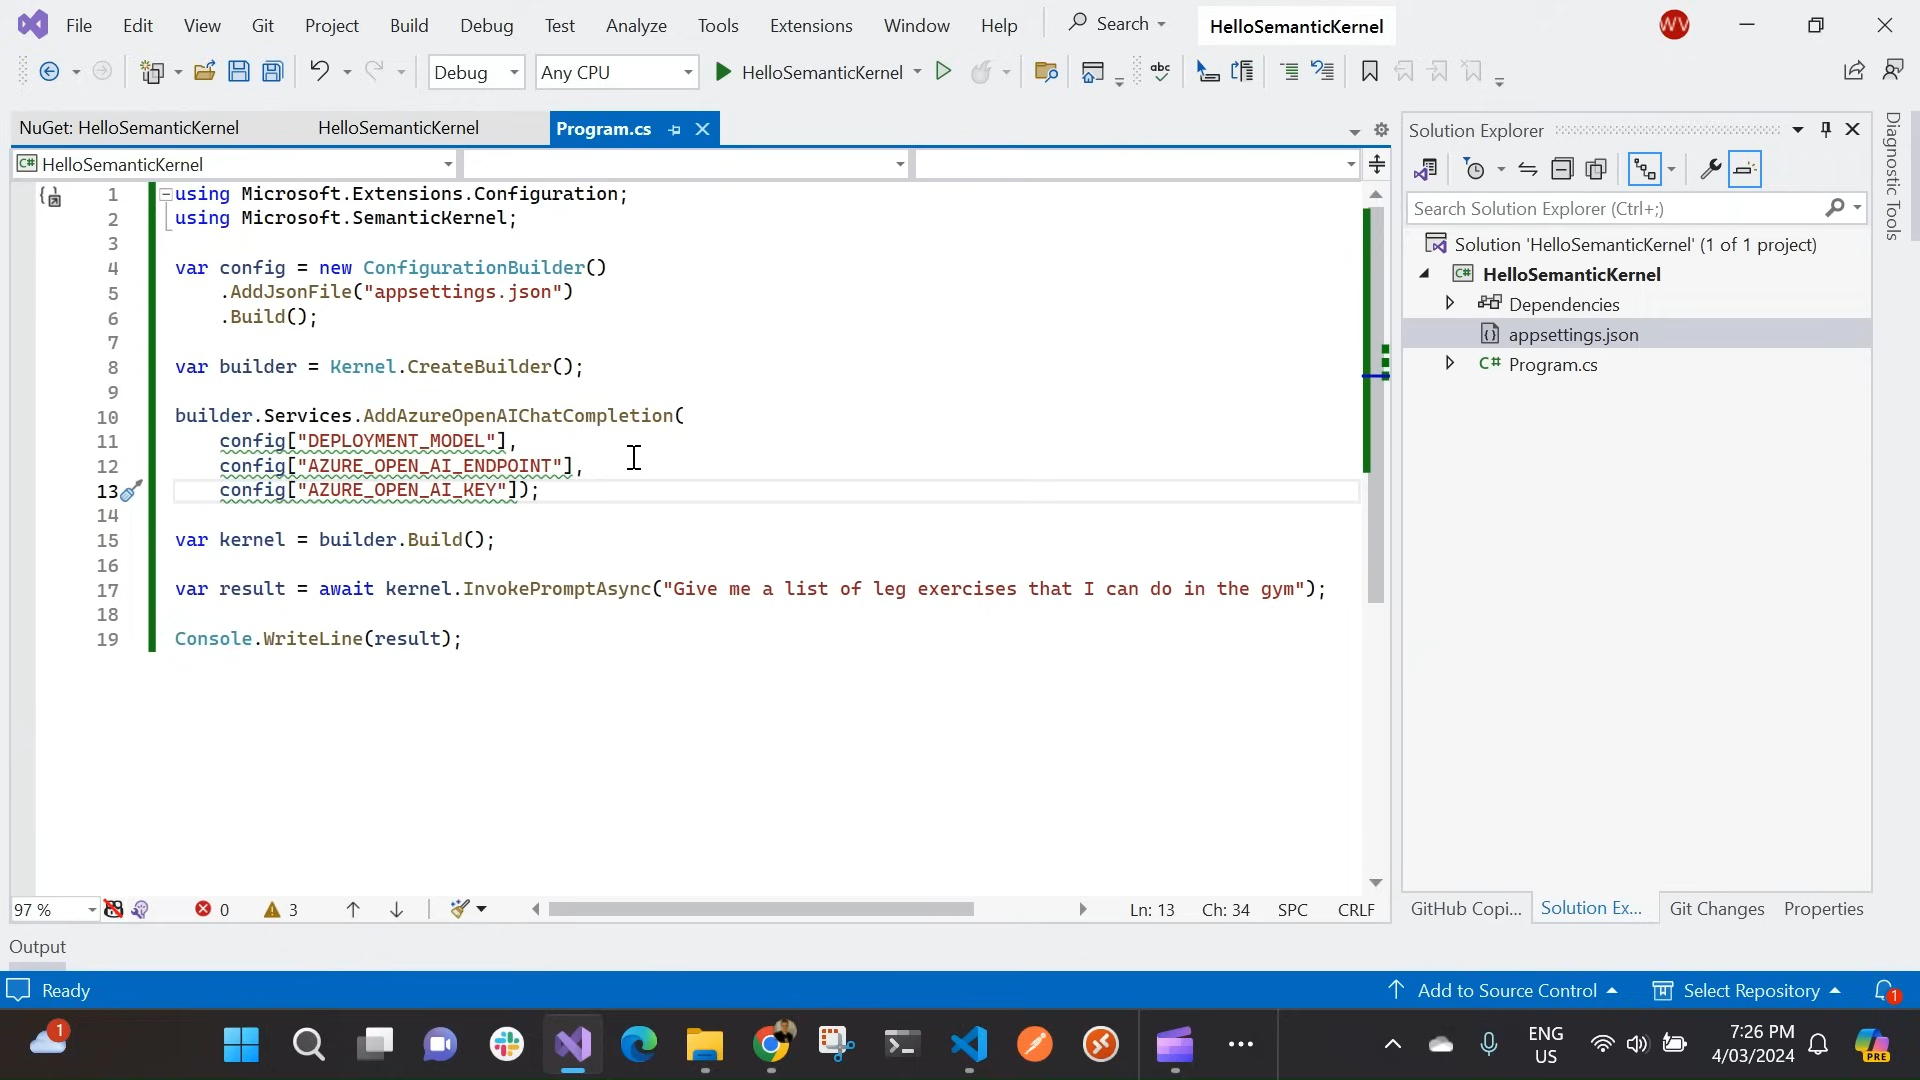 File Edit View Git Project Build Debug Test Analyze Tools Extensions Window Help Search HelloSemanticKernel WV
Debug Any CPU HelloSemanticKernel abc
NuGet: HelloSemanticKernel HelloSemanticKernel Program.cs
C# HelloSemanticKernel
1 using Microsoft.Extensions.Configuration;
2 using Microsoft.SemanticKernel;
3
4 var config = new ConfigurationBuilder()
5 .AddJsonFile("appsettings.json")
6 .Build();
7
8 var builder = Kernel.CreateBuilder();
9
10 builder.Services.AddAzureOpenAIChatCompletion(
11 config["DEPLOYMENT_MODEL"],
12 config["AZURE_OPEN_AI_ENDPOINT"],
13 config["AZURE_OPEN_AI_KEY"]);
14
15 var kernel = builder.Build();
16
17 var result = await kernel.InvokePromptAsync("Give me a list of leg exercises that I can do in the gym");
18
19 Console.WriteLine(result);
97 % 0 3 Ln: 13 Ch: 34 SPC CRLF
Solution Explorer
Search Solution Explorer (Ctrl+;)
Solution 'HelloSemanticKernel' (1 of 1 project)
C# HelloSemanticKernel
Dependencies
appsettings.json
C# Program.cs
GitHub Copi... Solution Ex... Git Changes Properties
Diagnostic Tools
Output
Ready Add to Source Control Select Repository 1
1 ENG
US
7:26 PM
4/03/2024
PRE